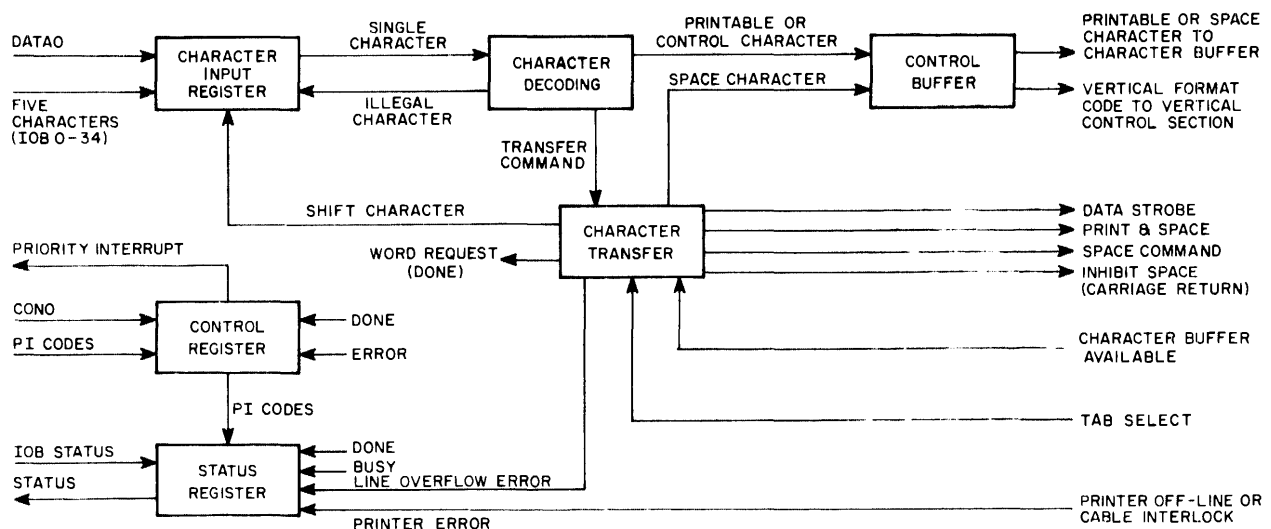 DATAO
FIVE
CHARACTERS
(IOB 0-34)
CHARACTER
INPUT
REGISTER
SINGLE
CHARACTER
ILLEGAL
CHARACTER
CHARACTER
DECODING
PRINTABLE OR
CONTROL CHARACTER
SPACE CHARACTER
CONTROL
BUFFER
PRINTABLE OR SPACE
CHARACTER TO
CHARACTER BUFFER
VERTICAL FORMAT
CODE TO VERTICAL
CONTROL SECTION
TRANSFER
COMMAND
SHIFT CHARACTER
CHARACTER
TRANSFER
WORD REQUEST
(DONE)
DATA STROBE
PRINT & SPACE
SPACE COMMAND
INHIBIT SPACE
(CARRIAGE RETURN)
CHARACTER BUFFER
AVAILABLE
TAB SELECT
PRIORITY INTERRUPT
CONO
PI CODES
CONTROL
REGISTER
DONE
ERROR
PI CODES
IOB STATUS
STATUS
STATUS
REGISTER
DONE
BUSY
LINE OVERFLOW ERROR
PRINTER ERROR
PRINTER OFF-LINE OR
CABLE INTERLOCK